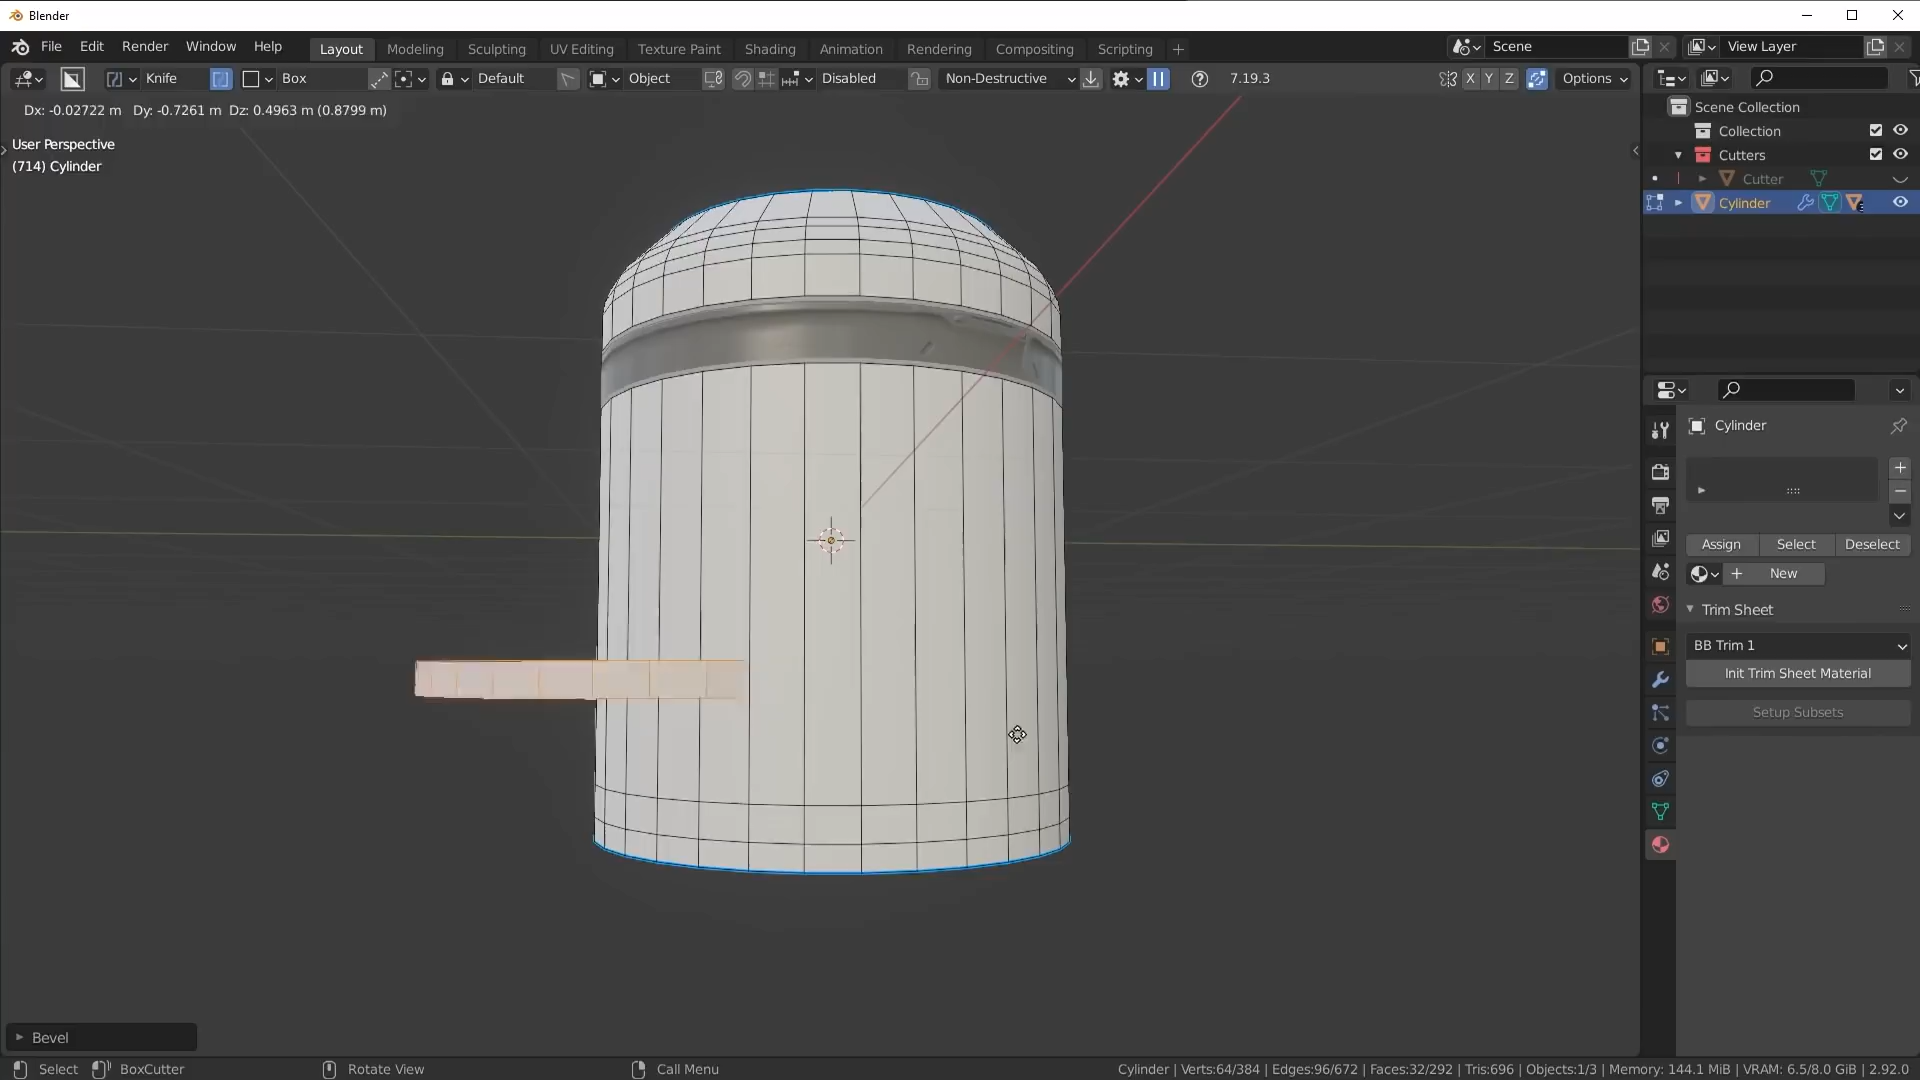 Blender
File Edit Render Window Help Layout Modeling Sculpting UV Editing Texture Paint Shading Animation Rendering Compositing Scripting Scene View Layer
Knife Box Default Object Disabled Non-Destructive 7.19.3 X Y Z Options
Dx: -0.02722 m Dy: -0.7261 m Dz: 0.4963 m (0.8799 m)
User Perspective
(714) Cylinder
Scene Collection
Collection
Cutters
Cutter
Cylinder
Cylinder
Assign Select Deselect
New
Trim Sheet
BB Trim 1
Init Trim Sheet Material
Setup Subsets
Bevel
Select BoxCutter Rotate View Call Menu Cylinder | Verts:64/384 | Edges:96/672 | Faces:32/292 | Tris:696 | Objects:1/3 | Memory: 144.1 MiB | VRAM: 6.5/8.0 GiB | 2.92.0